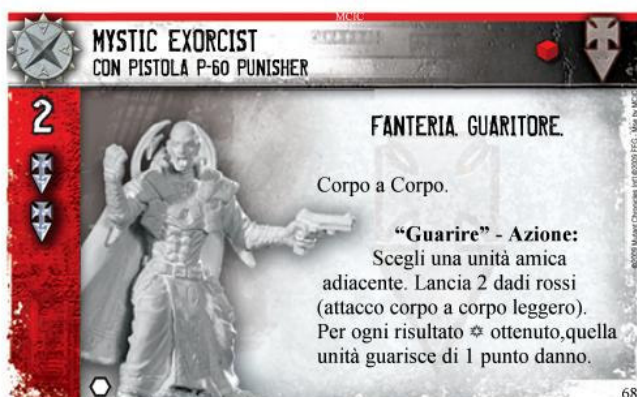 MCIC
MYSTIC EXORCIST
CON PISTOLA P-60 PUNISHER
2
FANTERIA. GUARITORE.
Corpo a Corpo.
“Guarire” - Azione:
Scegli una unità amica
adiacente. Lancia 2 dadi rossi
(attacco corpo a corpo leggero).
Per ogni risultato ✡ ottenuto,quella
unità guarisce di 1 punto danno.
68